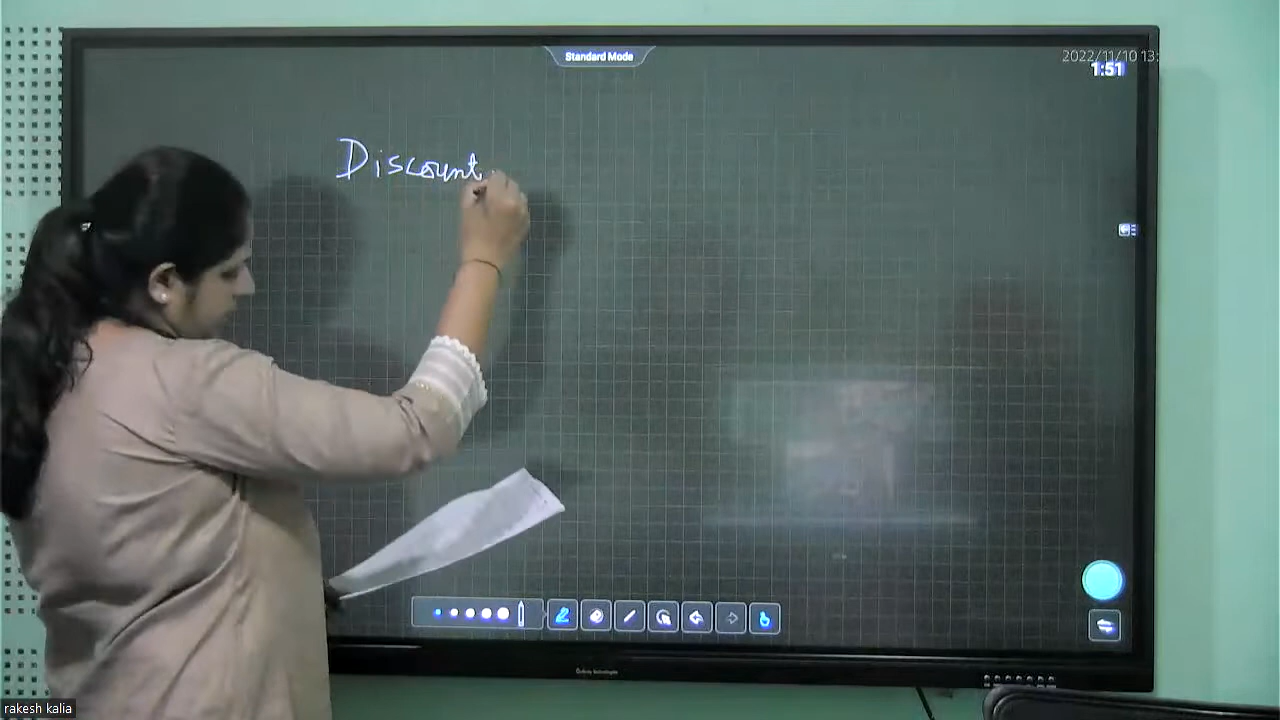 Standard Mode
2022/11/10 13:
1:51
Discount
rakesh kalia